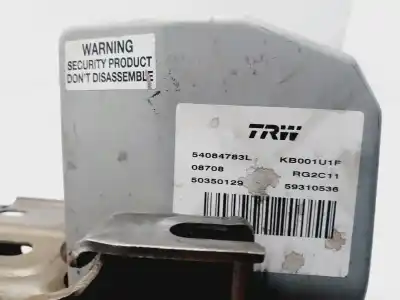 WARNING
SECURITY PRODUCT
DON'T DISASSEMBLE
TRW
54084783L KB001U1F
08708 RG2C11
50350129 59310536